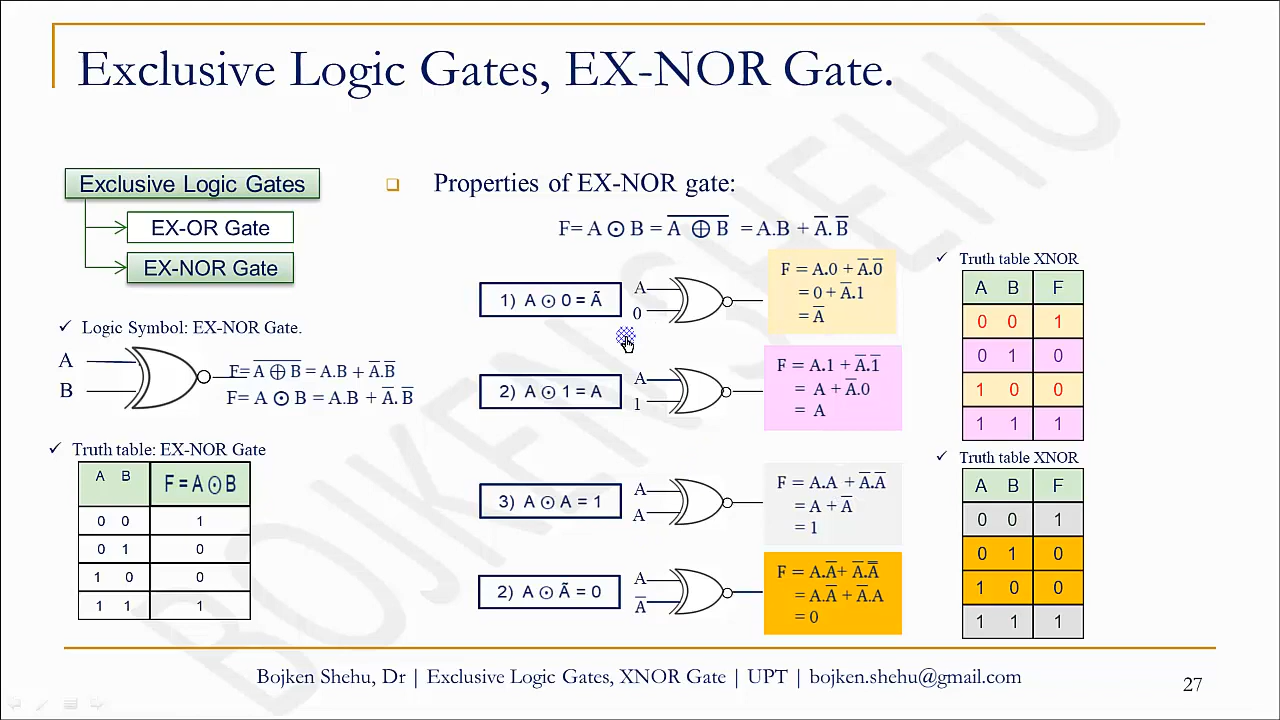 Exclusive Logic Gates, EX-NOR Gate.
Exclusive Logic Gates
EX-OR Gate
EX-NOR Gate
✓ Logic Symbol: EX-NOR Gate.
A
B
F= A̅ ̅⊕̅ ̅B̅ = A.B + A̅.B̅
F= A ⊙ B = A.B + A̅. B̅
✓ Truth table: EX-NOR Gate
A B F = A ⊙ B
0 0 1
0 1 0
1 0 0
1 1 1
❑ Properties of EX-NOR gate:
F= A ⊙ B = A̅ ̅⊕̅ ̅B̅ = A.B + A̅. B̅
1) A ⊙ 0 = Ã
A
0
F = A.0 + A̅.0̅
= 0 + A̅.1
= A̅
2) A ⊙ 1 = A
A
1
F = A.1 + A̅.1̅
= A + A̅.0
= A
3) A ⊙ A = 1
A
A
F = A.A + A̅.A̅
= A + A̅
= 1
2) A ⊙ Ã = 0
A
A̅
F = A.A̅+ A̅.A̿
= A.A̅ + A̅.A
= 0
✓ Truth table XNOR
A B F
0 0 1
0 1 0
1 0 0
1 1 1
✓ Truth table XNOR
A B F
0 0 1
0 1 0
1 0 0
1 1 1
BOJKEN SHEHU
Bojken Shehu, Dr | Exclusive Logic Gates, XNOR Gate | UPT | bojken.shehu@gmail.com
27